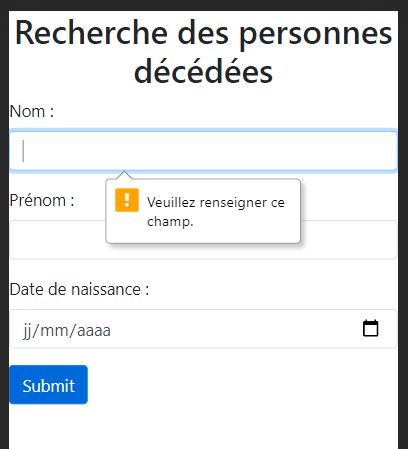 Recherche des personnes
décédées
Nom :
Veuillez renseigner ce
champ.
Prénom :
Date de naissance :
jj/mm/aaaa
Submit